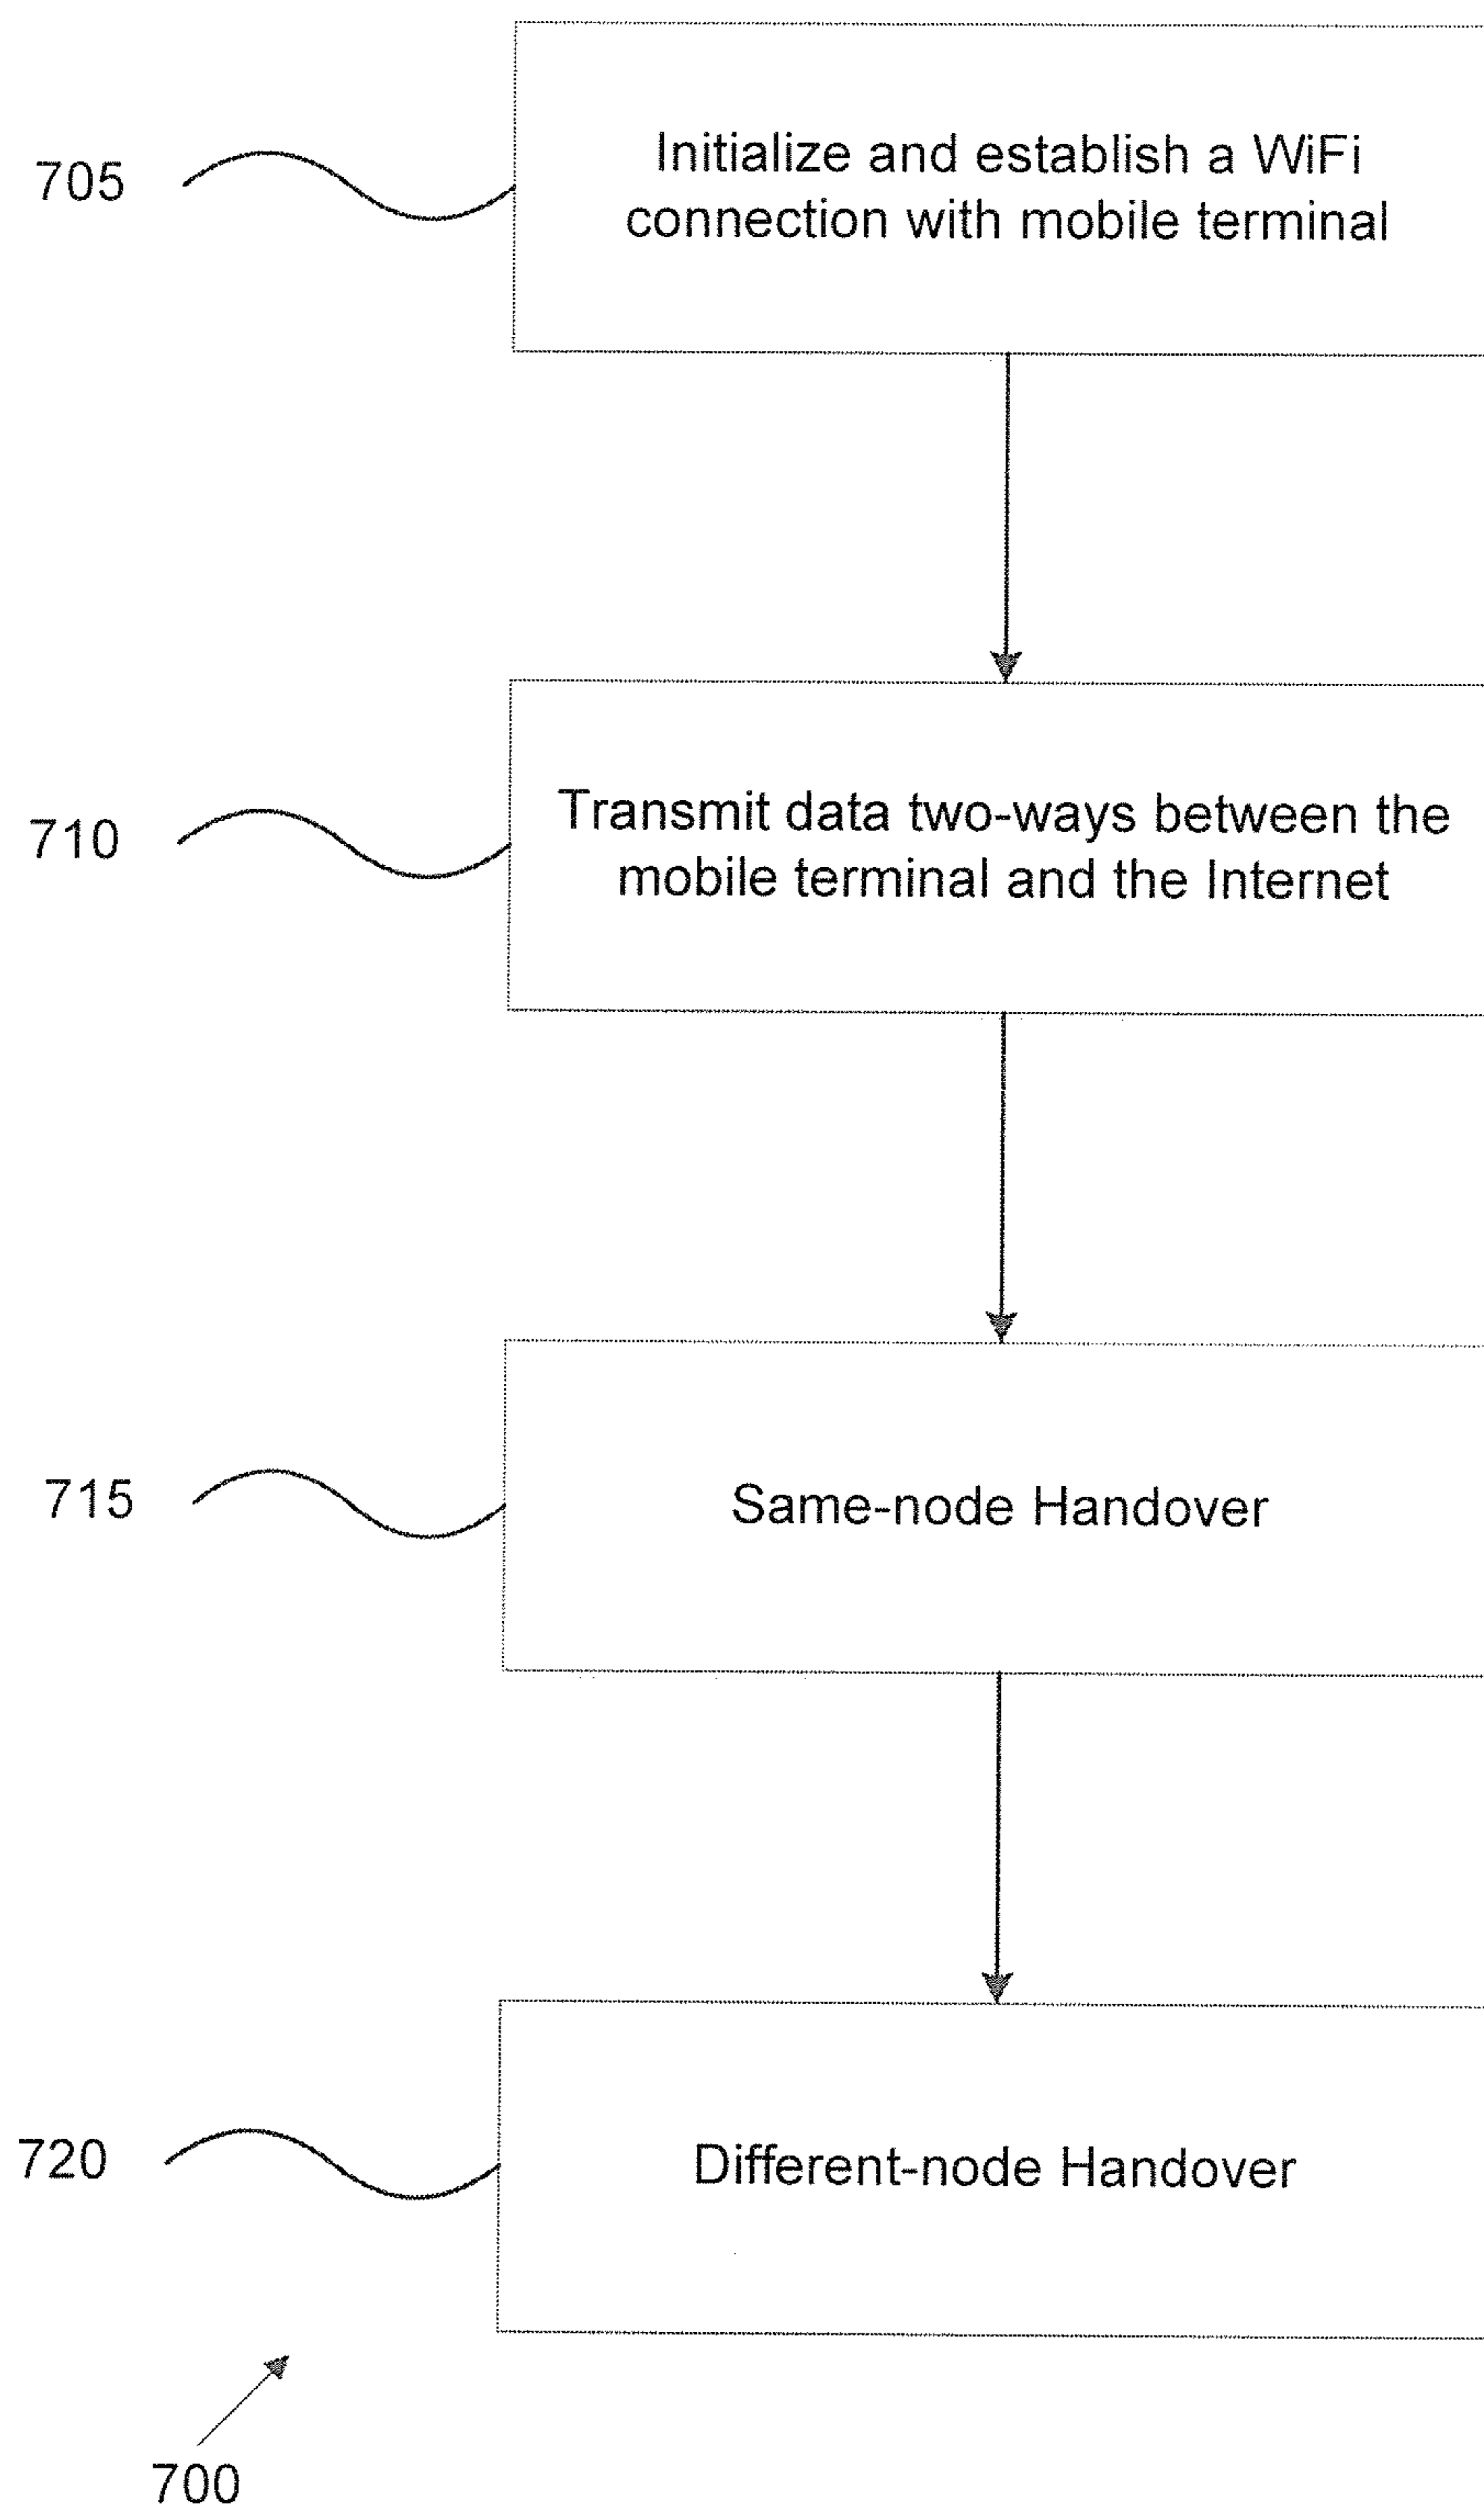 705
Initialize and establish a WiFi
connection with mobile terminal
710
Transmit data two-ways between the
mobile terminal and the Internet
715
Same-node Handover
720
Different-node Handover
700